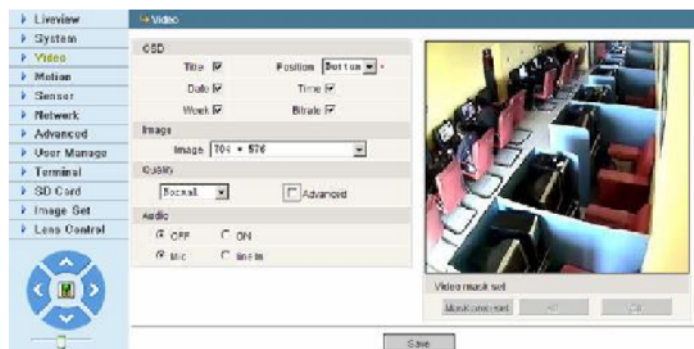 Liveview
System
Video
Motion
Sensor
Network
Advanced
User Manage
Terminal
SD Card
Image Set
Lens Control
Video
OSD
Title
Position Bottom *
Date
Time
Week
Bitrate
Image
Image 704 * 576
Quality
Normal
Advanced
Audio
OFF ON
Mic line in
Video mask set
Save